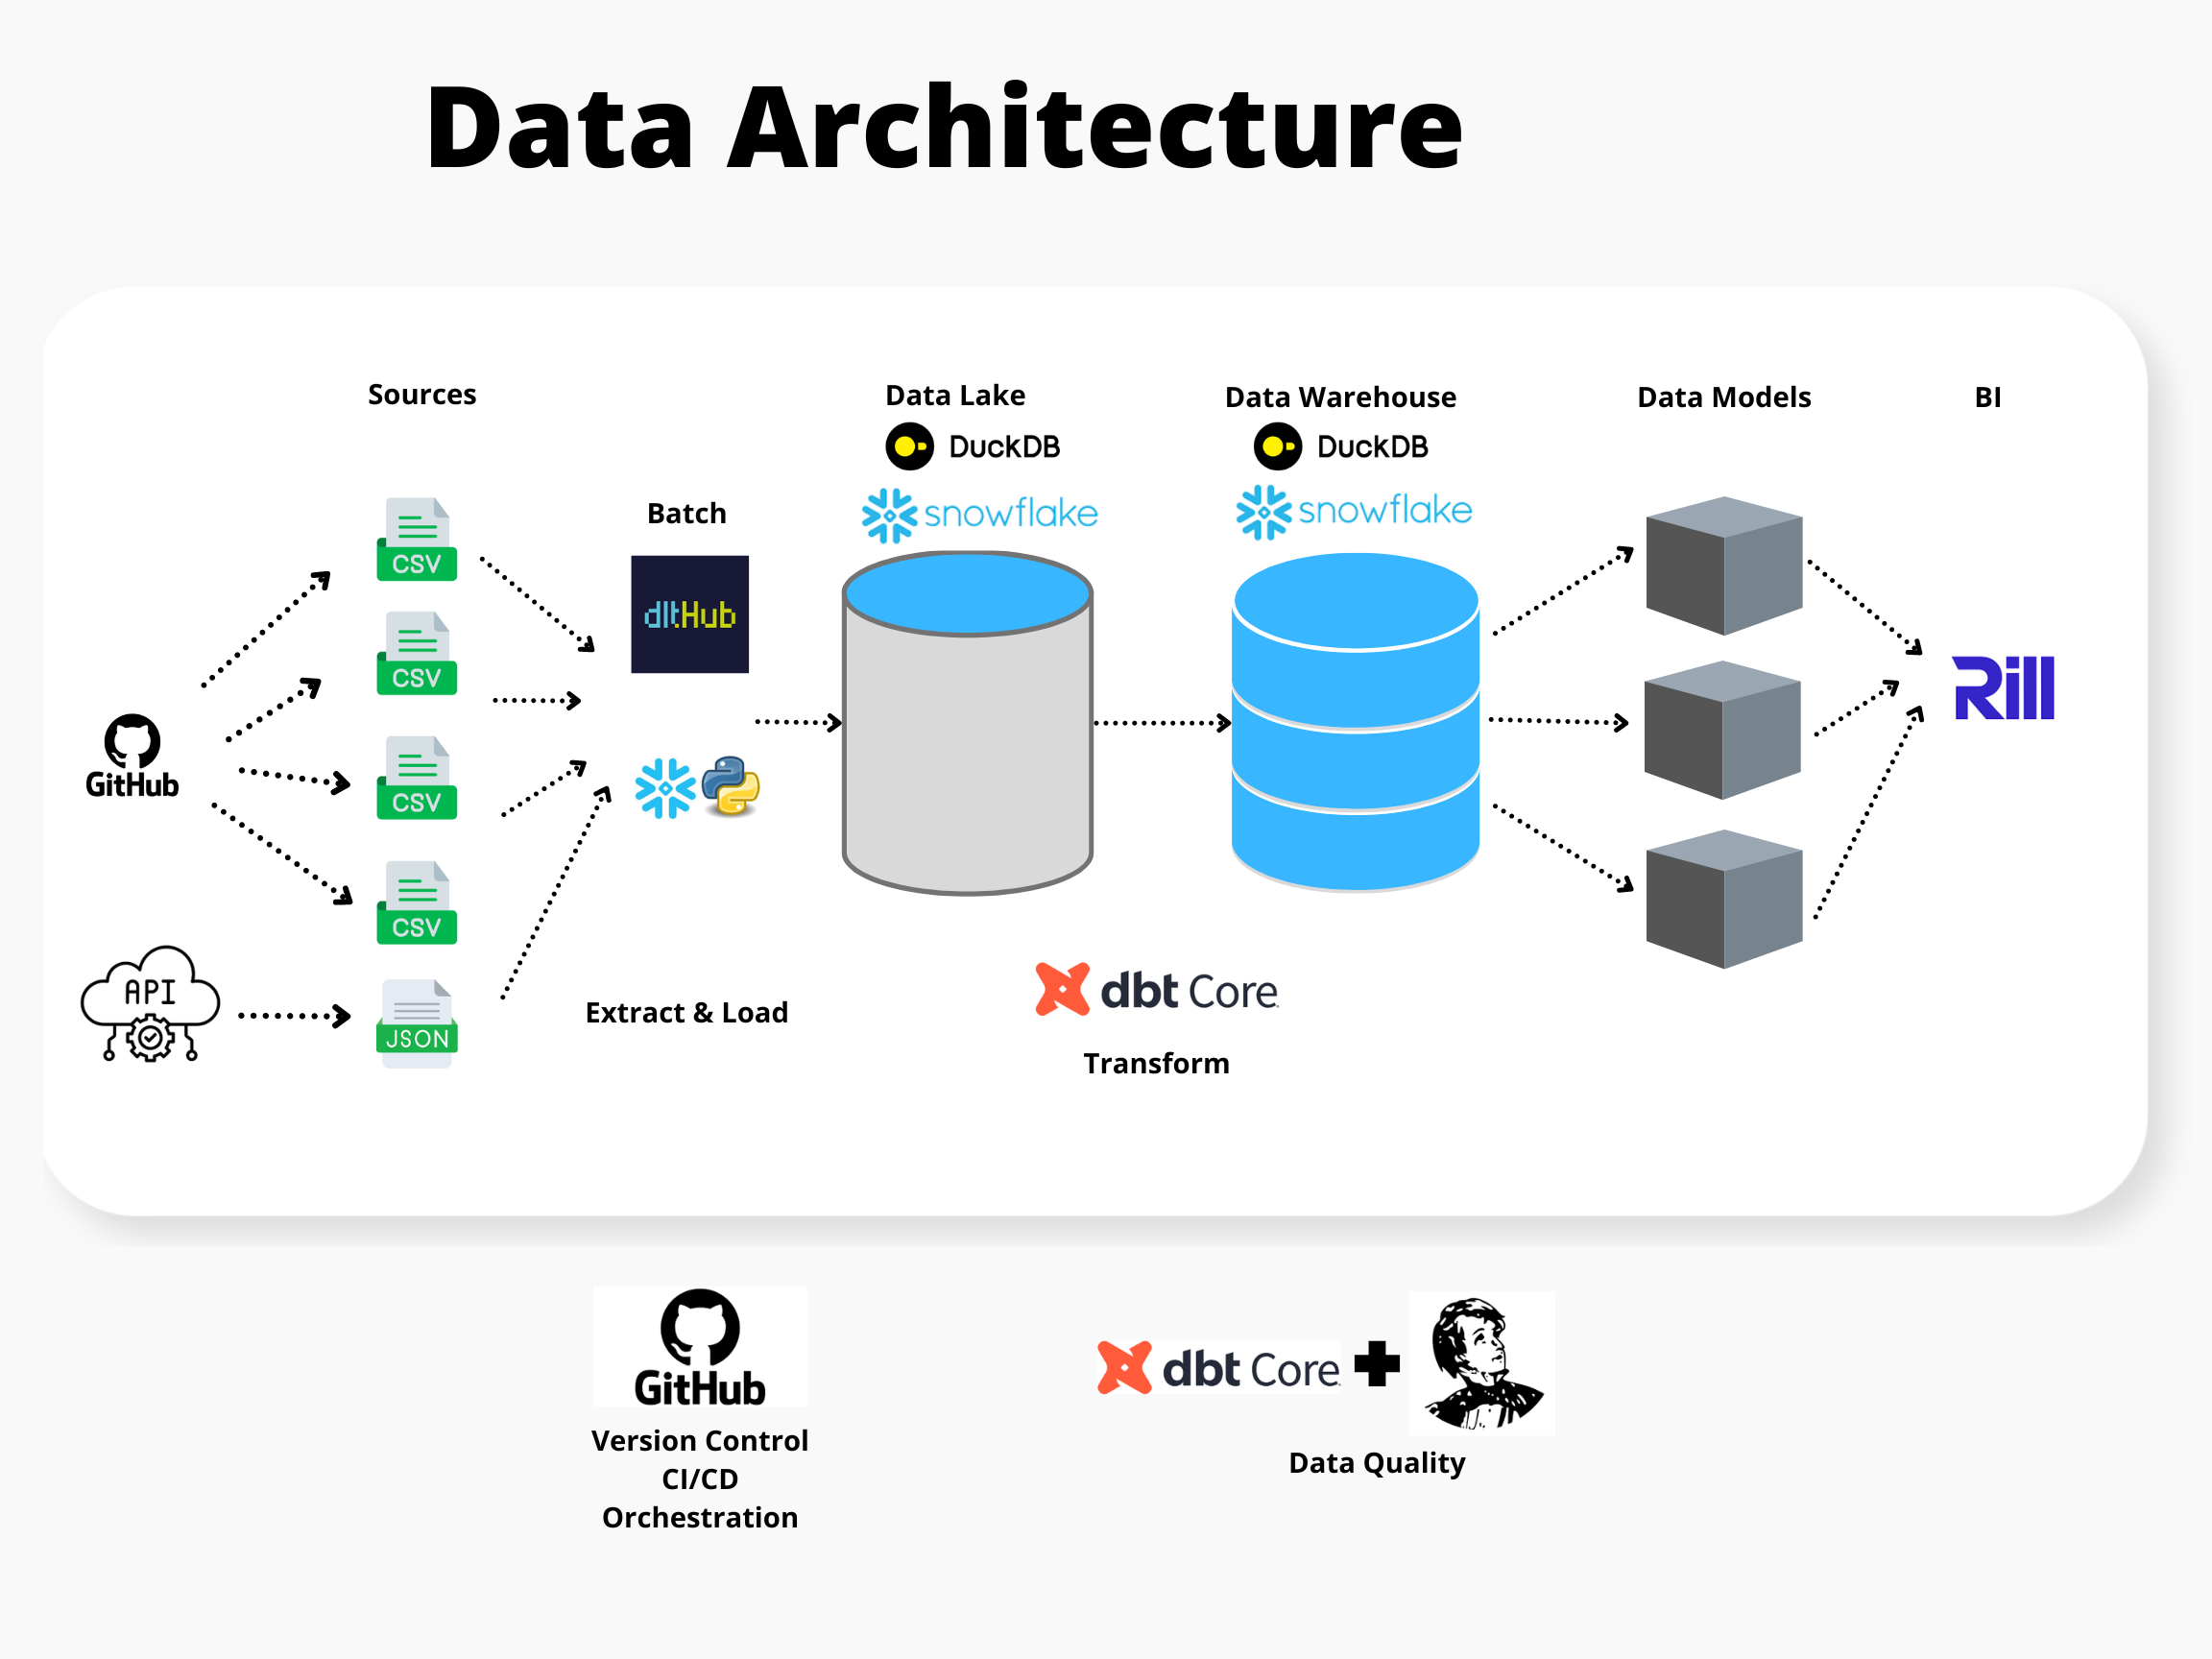 Data Architecture
Sources
Data Lake
Data Warehouse
Data Models
BI
DuckDB
DuckDB
snowflake
snowflake
Batch
CSV
dltHub
CSV
Rill
GitHub
CSV
CSV
API
JSON
Extract & Load
dbt Core
Transform
GitHub
Version Control
CI/CD
Orchestration
dbt Core
Data Quality